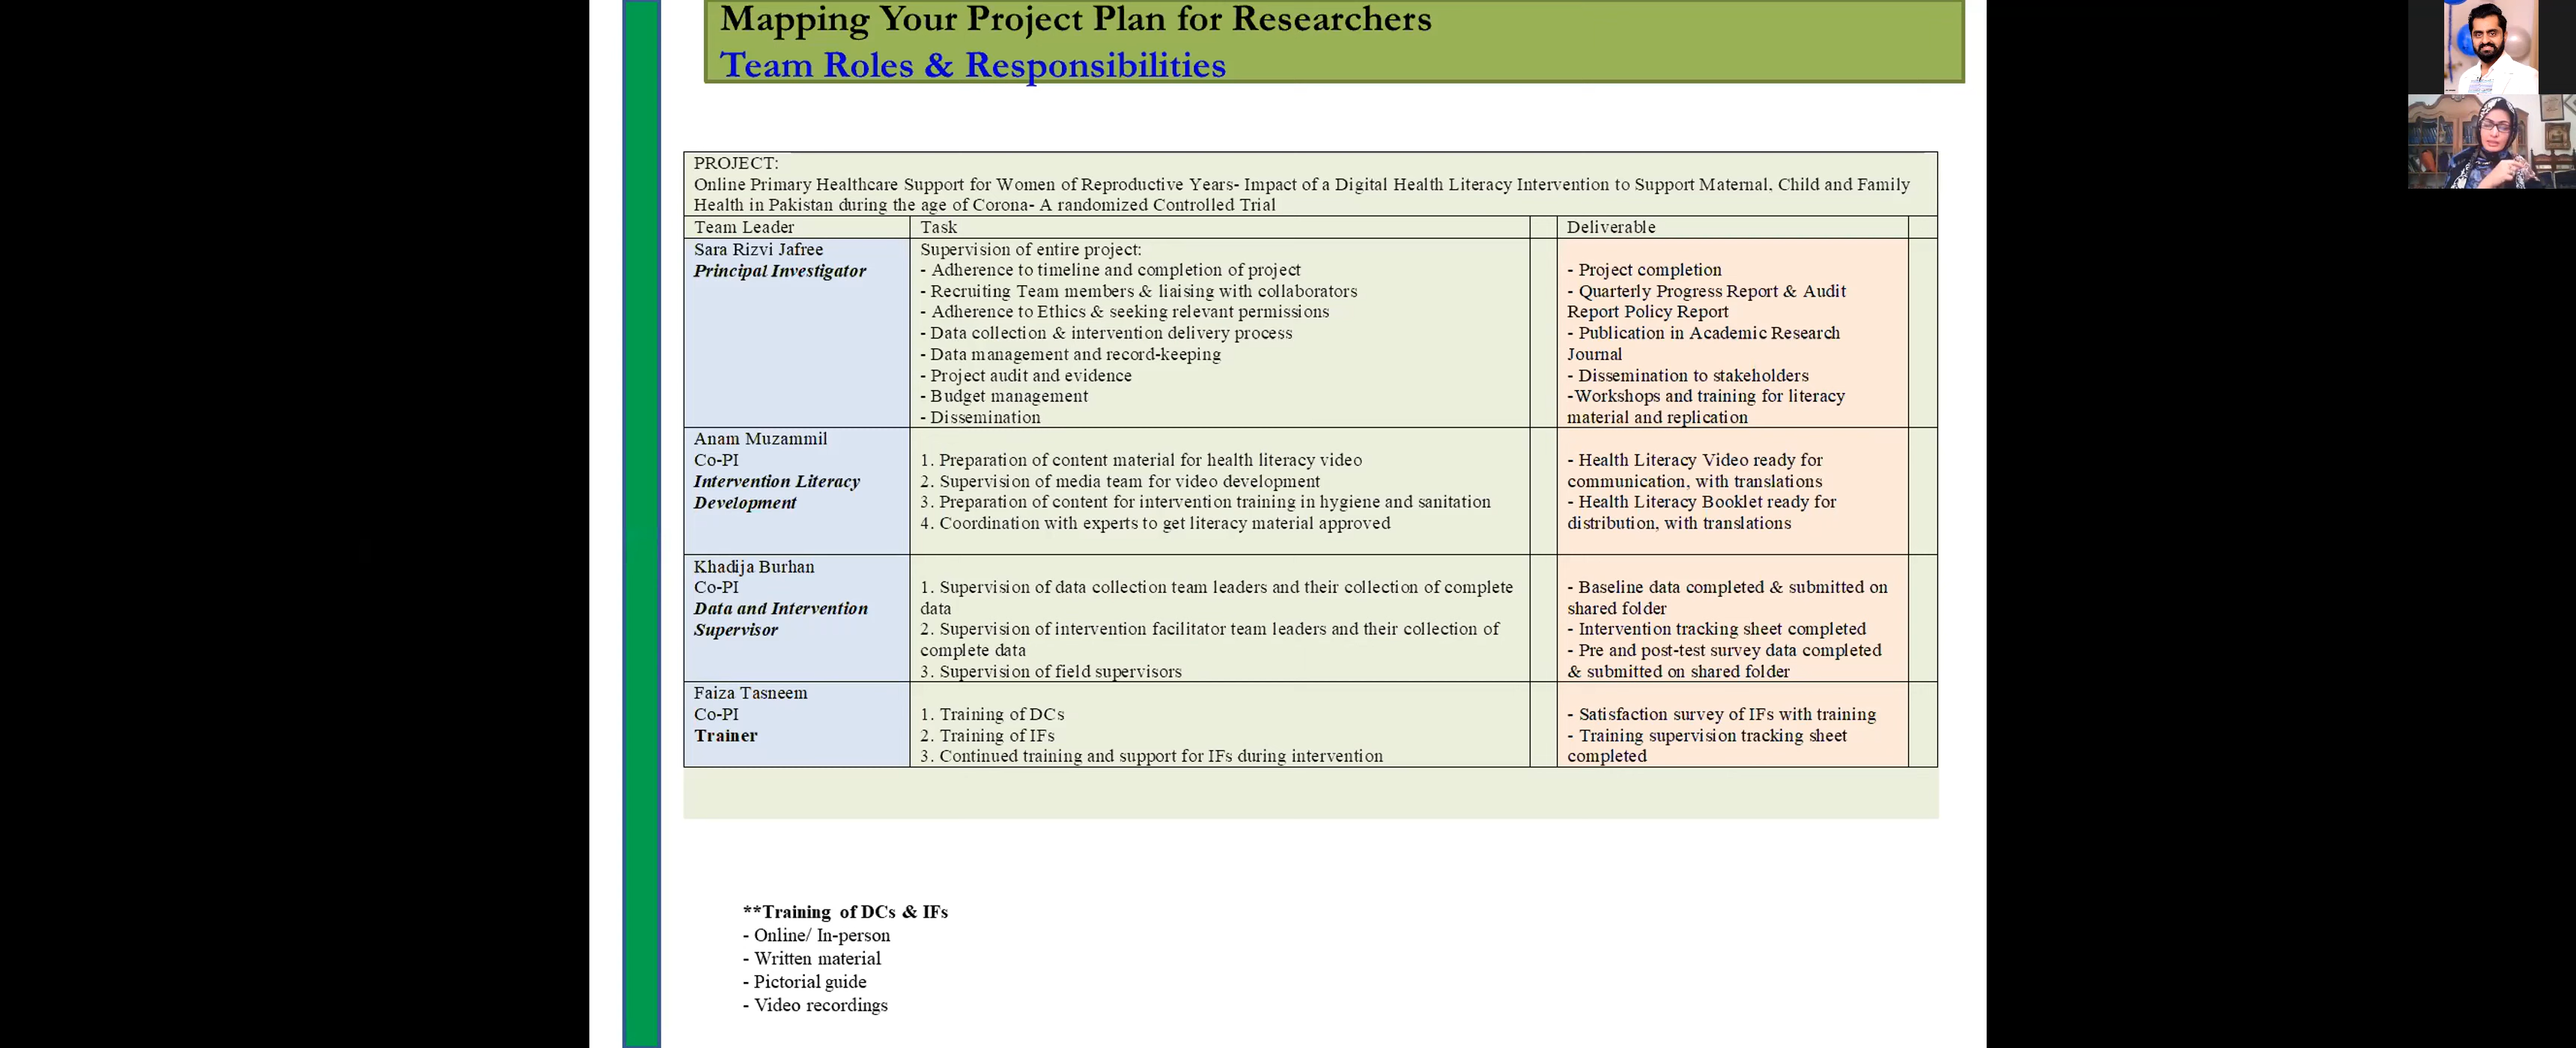 Mapping Your Project Plan for Researchers
Team Roles & Responsibilities
PROJECT:
Online Primary Healthcare Support for Women of Reproductive Years- Impact of a Digital Health Literacy Intervention to Support Maternal, Child and Family
Health in Pakistan during the age of Corona- A randomized Controlled Trial
Team Leader
Task
Deliverable
Sara Rizvi Jafree
Principal Investigator
Supervision of entire project:
- Adherence to timeline and completion of project
- Recruiting Team members & liaising with collaborators
- Adherence to Ethics & seeking relevant permissions
- Data collection & intervention delivery process
- Data management and record-keeping
- Project audit and evidence
- Budget management
- Dissemination
- Project completion
- Quarterly Progress Report & Audit
Report Policy Report
- Publication in Academic Research
Journal
- Dissemination to stakeholders
-Workshops and training for literacy
material and replication
Anam Muzammil
Co-PI
Intervention Literacy
Development
1. Preparation of content material for health literacy video
2. Supervision of media team for video development
3. Preparation of content for intervention training in hygiene and sanitation
4. Coordination with experts to get literacy material approved
- Health Literacy Video ready for
communication, with translations
- Health Literacy Booklet ready for
distribution, with translations
Khadija Burhan
Co-PI
Data and Intervention
Supervisor
1. Supervision of data collection team leaders and their collection of complete
data
2. Supervision of intervention facilitator team leaders and their collection of
complete data
3. Supervision of field supervisors
- Baseline data completed & submitted on
shared folder
- Intervention tracking sheet completed
- Pre and post-test survey data completed
& submitted on shared folder
Faiza Tasneem
Co-PI
Trainer
1. Training of DCs
2. Training of IFs
3. Continued training and support for IFs during intervention
- Satisfaction survey of IFs with training
- Training supervision tracking sheet
completed
**Training of DCs & IFs
- Online/ In-person
- Written material
- Pictorial guide
- Video recordings